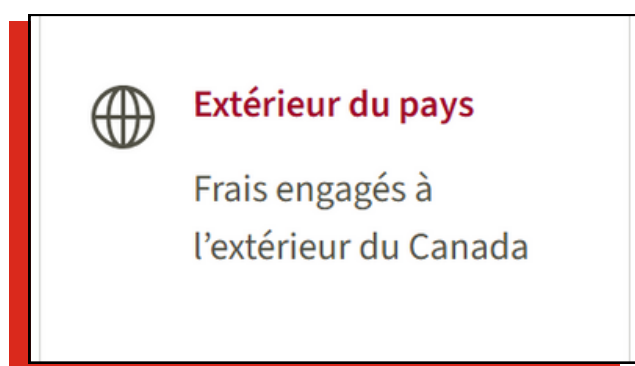 Extérieur du pays
Frais engagés à
l’extérieur du Canada